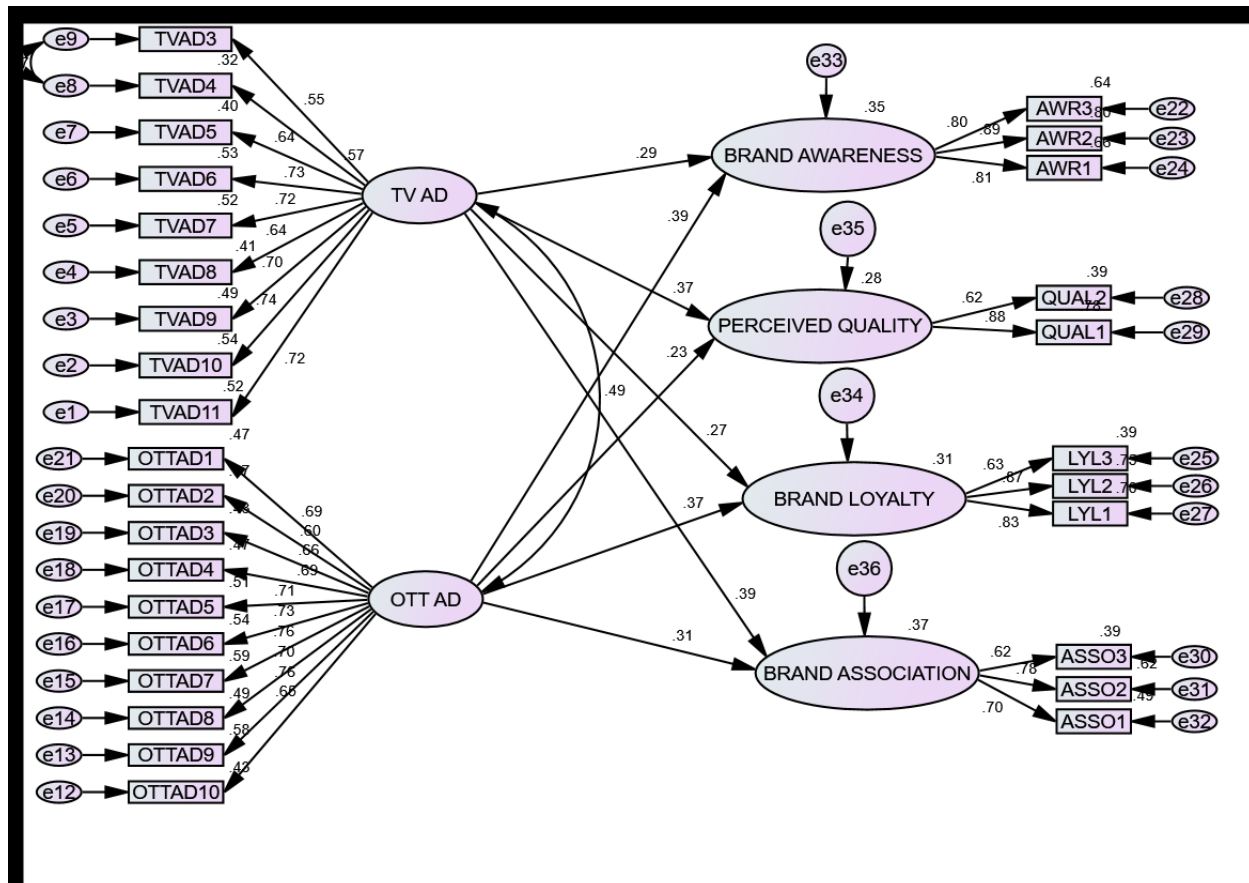 e9
TVAD3
.32
e8
TVAD4
.40
e7
TVAD5
.53
e6
TVAD6
.52
e5
TVAD7
.41
e4
TVAD8
.49
e3
TVAD9
.54
e2
TVAD10
.52
e1
TVAD11
.47
e21
OTTAD1
e20
OTTAD2
e19
OTTAD3
.47
e18
OTTAD4
.51
e17
OTTAD5
.54
e16
OTTAD6
.59
e15
OTTAD7
.49
e14
OTTAD8
.58
e13
OTTAD9
.43
e12
OTTAD10
.55
.64
.57
.73
.72
.64
.70
.74
.72
TV AD
.69
.60
.66
.69
.71
.73
.76
.70
.76
.65
OTT AD
.29
.39
.37
.23
.49
.27
.37
.39
.31
e33
.35
BRAND AWARENESS
.80
.89
.81
.64
AWR3
e22
AWR2
e23
AWR1
e24
e35
.28
PERCEIVED QUALITY
.62
.88
.39
QUAL2
e28
QUAL1
e29
e34
.31
BRAND LOYALTY
.63
.87
.83
.39
LYL3
e25
LYL2
e26
LYL1
e27
e36
.37
BRAND ASSOCIATION
.62
.78
.70
.39
ASSO3
e30
.62
ASSO2
e31
.49
ASSO1
e32